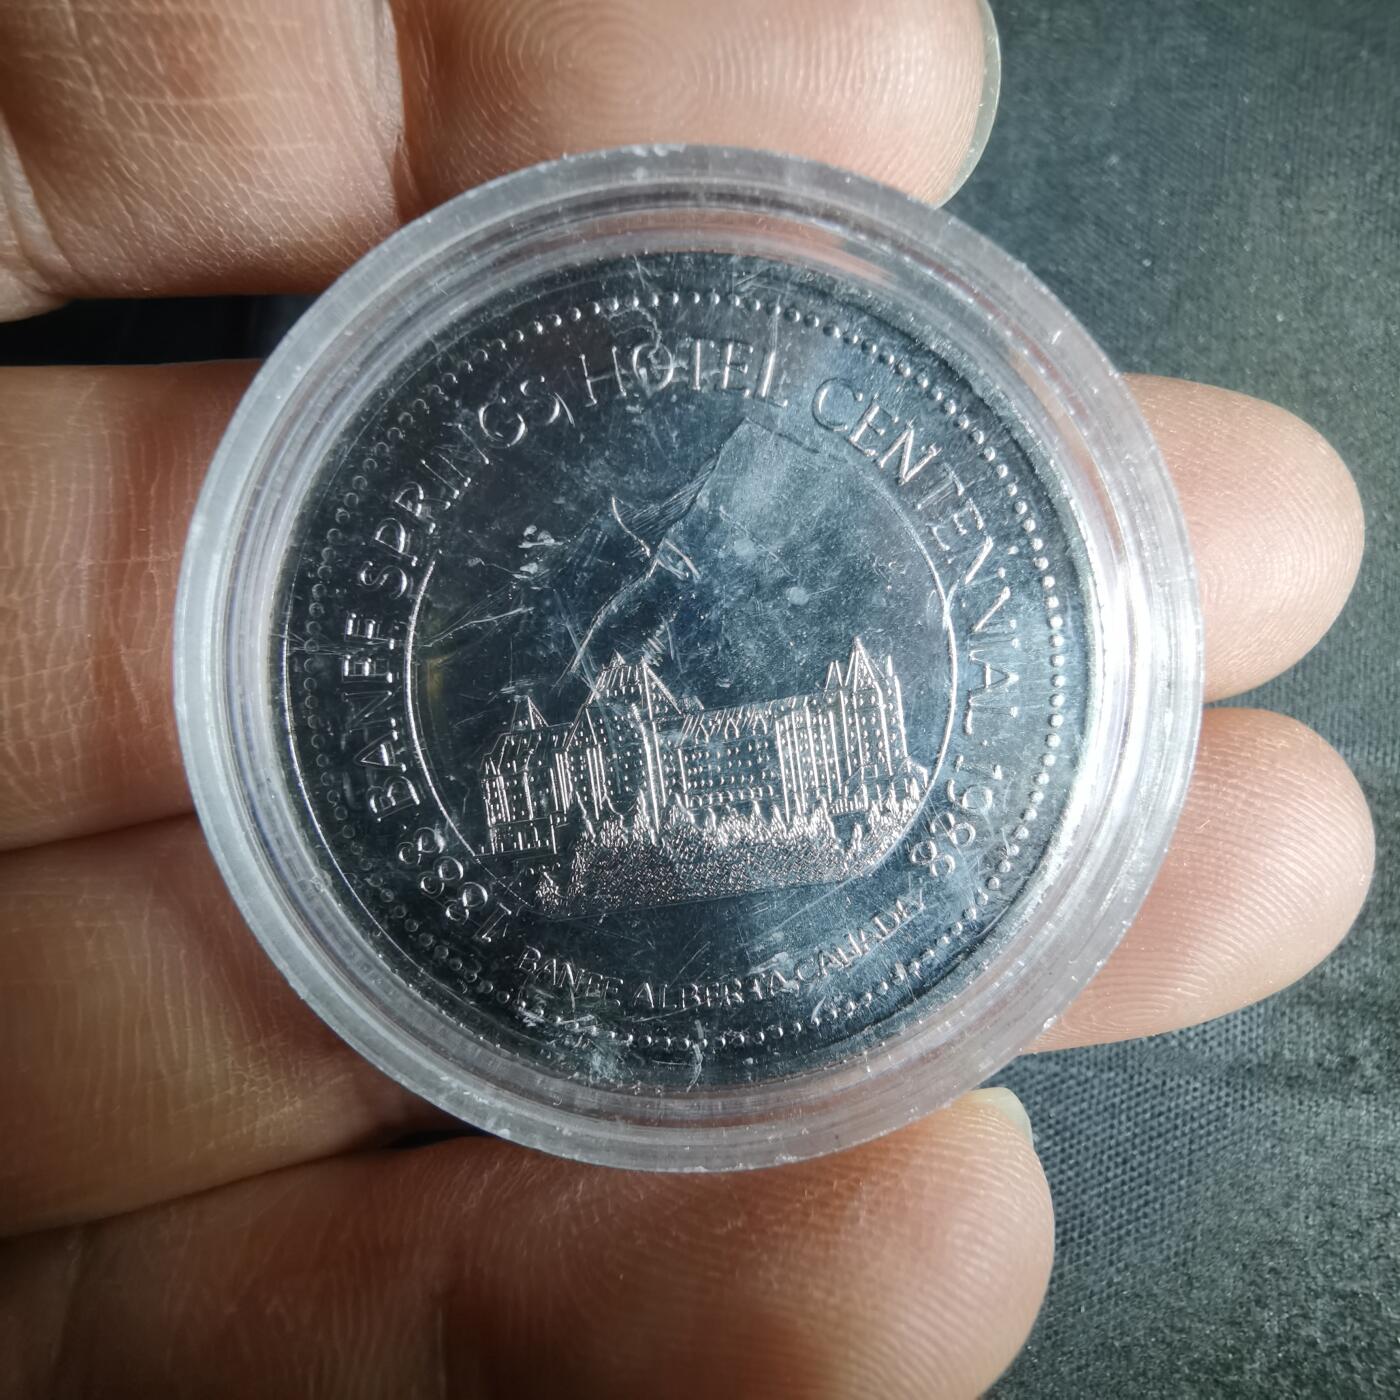 1888 BANFF SPRINGS HOTEL CENTENNIAL 1988
BANFF ALBERTA CANADA